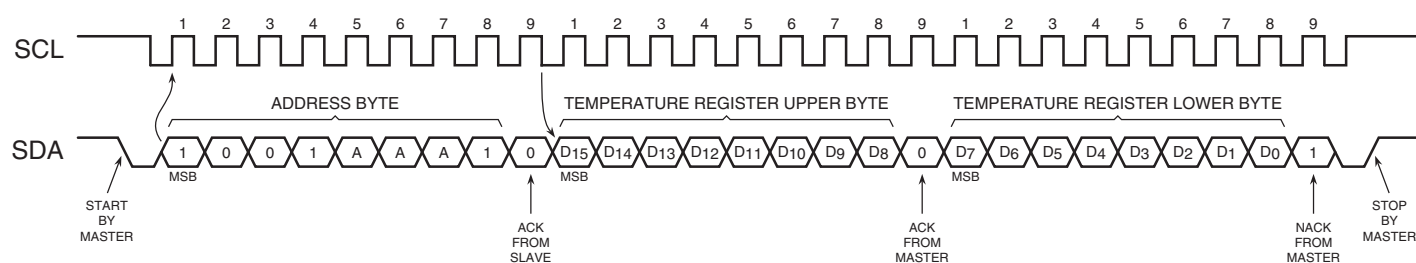 1 2 3 4 5 6 7 8 9 1 2 3 4 5 6 7 8 9 1 2 3 4 5 6 7 8 9
SCL
ADDRESS BYTE TEMPERATURE REGISTER UPPER BYTE TEMPERATURE REGISTER LOWER BYTE
SDA 1 0 0 1 A A A 1 0 D15 D14 D13 D12 D11 D10 D9 D8 0 D7 D6 D5 D4 D3 D2 D1 D0 1
MSB MSB MSB
START
BY
MASTER
ACK
FROM
SLAVE
ACK
FROM
MASTER
NACK
FROM
MASTER
STOP
BY
MASTER